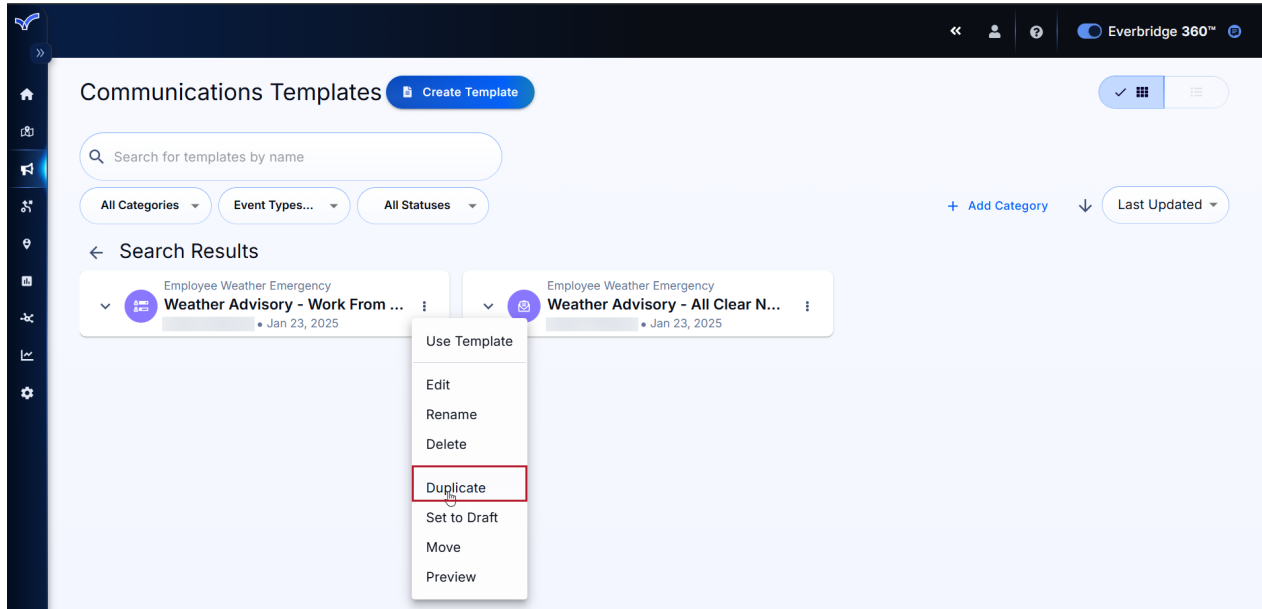 Everbridge 360™
Communications Templates
Create Template
Search for templates by name
All Categories
Event Types...
All Statuses
+ Add Category
Last Updated
Search Results
Employee Weather Emergency
Weather Advisory - Work From ...
• Jan 23, 2025
Employee Weather Emergency
Weather Advisory - All Clear N...
• Jan 23, 2025
Use Template
Edit
Rename
Delete
Duplicate
Set to Draft
Move
Preview